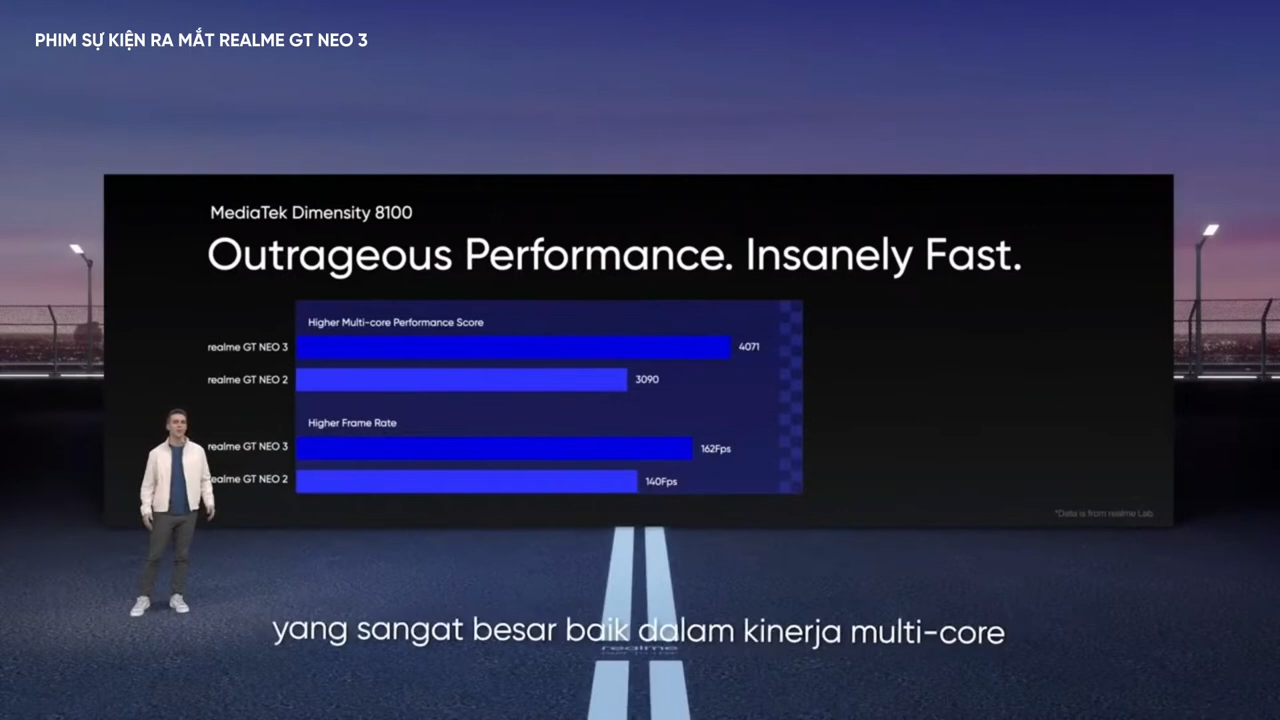 PHIM SỰ KIỆN RA MẮT REALME GT NEO 3
MediaTek Dimensity 8100
Outrageous Performance. Insanely Fast.
Higher Multi-core Performance Score
realme GT NEO 3 4071
realme GT NEO 2 3090
Higher Frame Rate
realme GT NEO 3 162Fps
realme GT NEO 2 140Fps
*Data is from realme Lab.
yang sangat besar baik dalam kinerja multi-core
realme